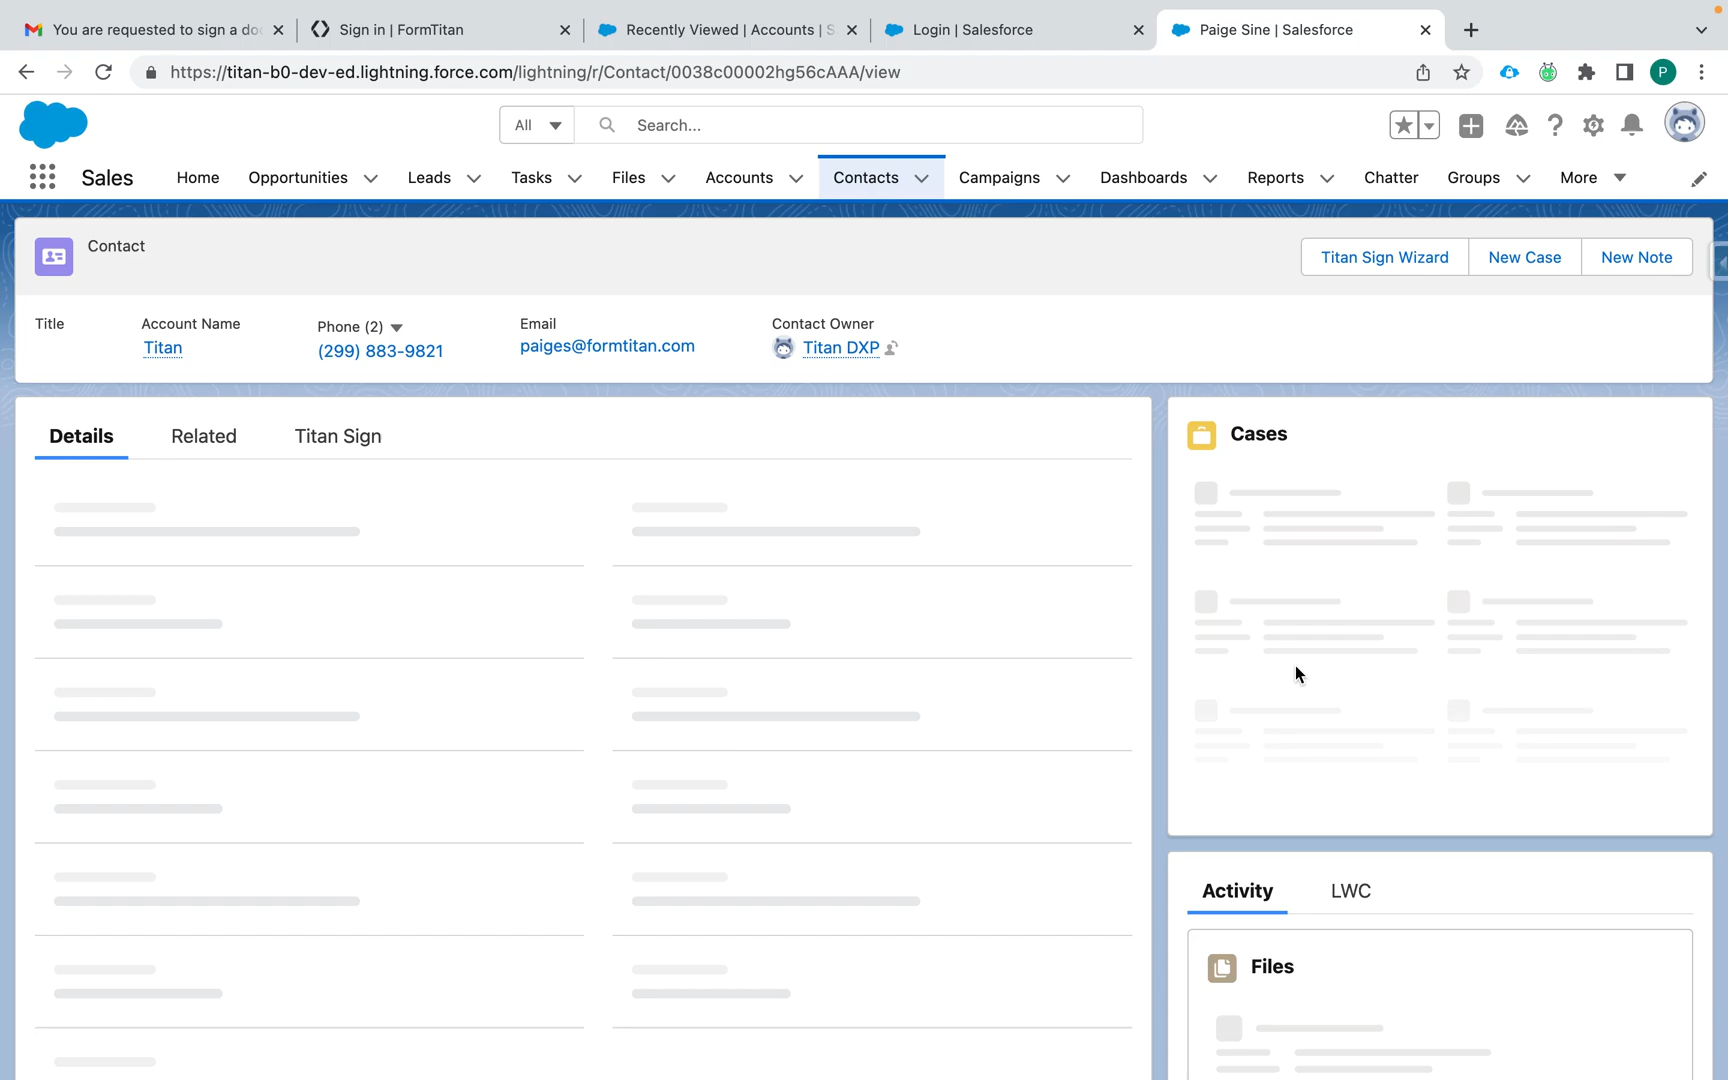 You are requested to sign a do
Sign in | FormTitan
Recently Viewed | Accounts | S
Login | Salesforce
Paige Sine | Salesforce
https://titan-b0-dev-ed.lightning.force.com/lightning/r/Contact/0038c00002hg56cAAA/view
P
All
Search...
Sales
Home
Opportunities
Leads
Tasks
Files
Accounts
Contacts
Campaigns
Dashboards
Reports
Chatter
Groups
More
Contact
Titan Sign Wizard
New Case
New Note
Title
Account Name
Phone (2)
Email
Contact Owner
Titan
(299) 883-9821
paiges@formtitan.com
Titan DXP
Details
Related
Titan Sign
Cases
Activity
LWC
Files